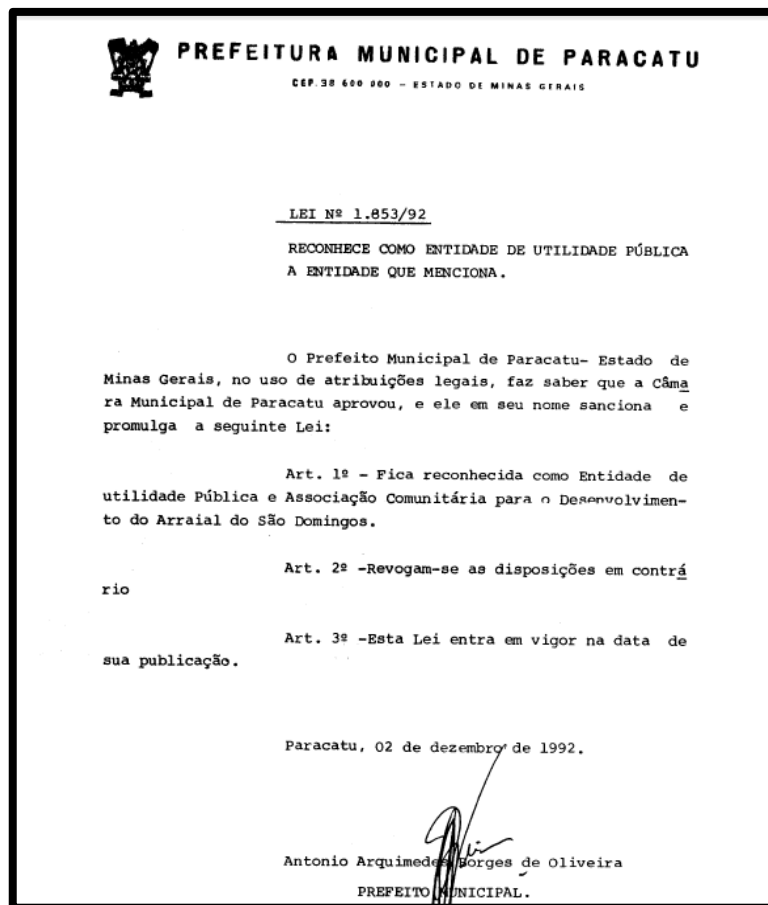 PREFEITURA MUNICIPAL DE PARACATU
CEP. 38 600 000 - ESTADO DE MINAS GERAIS
LEI Nº 1.853/92
RECONHECE COMO ENTIDADE DE UTILIDADE PÚBLICA
A ENTIDADE QUE MENCIONA.
O Prefeito Municipal de Paracatu- Estado de
Minas Gerais, no uso de atribuições legais, faz saber que a Câma
ra Municipal de Paracatu aprovou, e ele em seu nome sanciona e
promulga a seguinte Lei:
Art. 1º - Fica reconhecida como Entidade de
utilidade Pública e Associação Comunitária para o Desenvolvimen-
to do Arraial do São Domingos.
Art. 2º -Revogam-se as disposições em contrá
rio
Art. 3º -Esta Lei entra em vigor na data de
sua publicação.
Paracatu, 02 de dezembro de 1992.
Antonio Arquimedes Borges de Oliveira
PREFEITO MUNICIPAL.